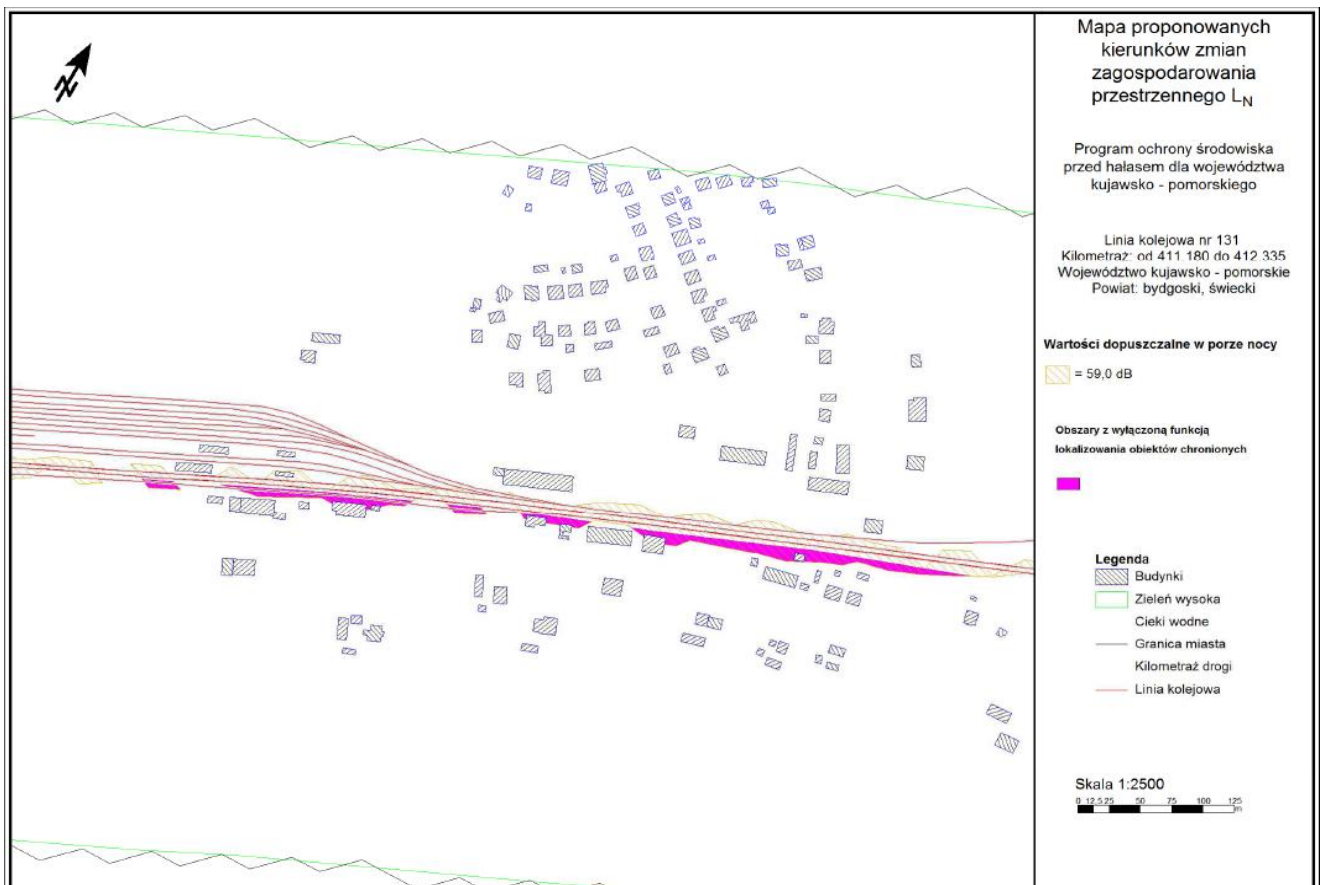 Mapa proponowanych
kierunków zmian
zagospodarowania
przestrzennego LN
Program ochrony środowiska
przed hałasem dla województwa
kujawsko - pomorskiego
Linia kolejowa nr 131
Kilometraż: od 411.180 do 412.335
Województwo kujawsko - pomorskie
Powiat: bydgoski, świecki
Wartości dopuszczalne w porze nocy
= 59,0 dB
Obszary z wyłączoną funkcją
lokalizowania obiektów chronionych
Legenda
Budynki
Zieleń wysoka
Cieki wodne
Granica miasta
Kilometraż drogi
Linia kolejowa
Skala 1:2500
0 12,5 25 50 75 100 125
m
N